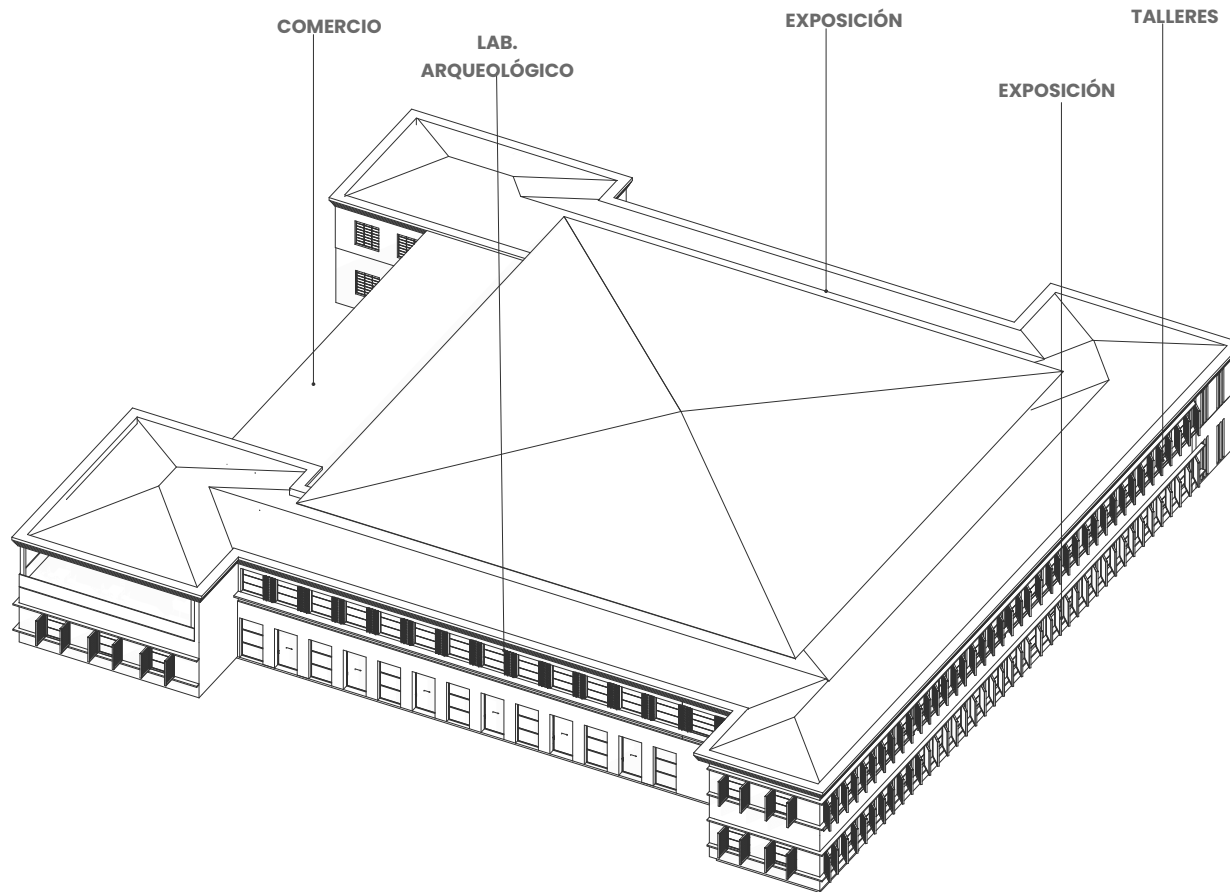 COMERCIO
LAB.
ARQUEOLÓGICO
EXPOSICIÓN
EXPOSICIÓN
TALLERES